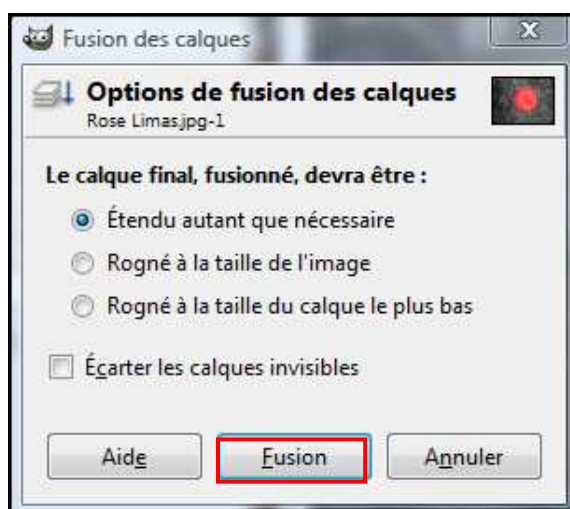 Fusion des calques
Options de fusion des calques
Rose Limas.jpg-1
Le calque final, fusionné, devra être :
Étendu autant que nécessaire
Rogné à la taille de l'image
Rogné à la taille du calque le plus bas
Écarter les calques invisibles
Aide Fusion Annuler